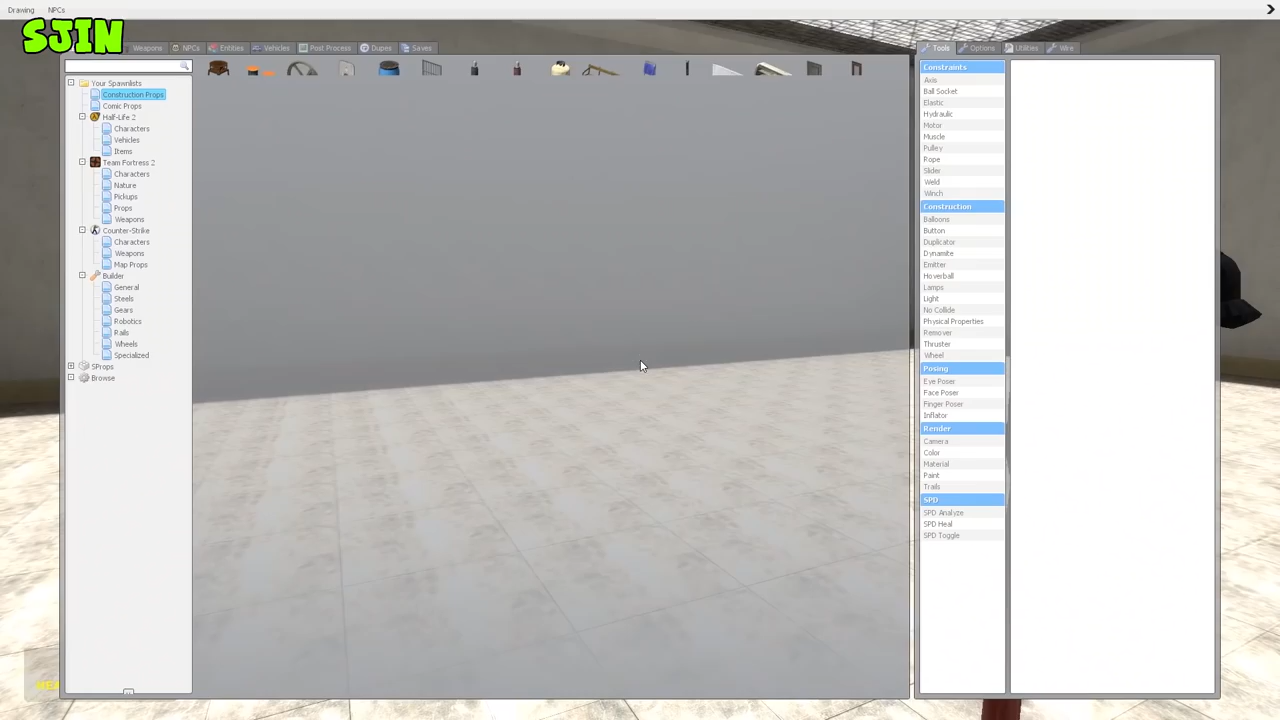 Drawing NPCs
SJIN
Weapons NPCs Entities Vehicles Post Process Dupes Saves
Your Spawnlists
Construction Props
Comic Props
Half-Life 2
Characters
Vehicles
Items
Team Fortress 2
Characters
Nature
Pickups
Props
Weapons
Counter-Strike
Characters
Weapons
Map Props
Builder
General
Steels
Gears
Robotics
Rails
Wheels
Specialized
SProps
Browse
Tools Options Utilities Wire
Constraints
Axis
Ball Socket
Elastic
Hydraulic
Motor
Muscle
Pulley
Rope
Slider
Weld
Winch
Construction
Balloons
Button
Duplicator
Dynamite
Emitter
Hoverball
Lamps
Light
No Collide
Physical Properties
Remover
Thruster
Wheel
Posing
Eye Poser
Face Poser
Finger Poser
Inflator
Render
Camera
Color
Material
Paint
Trails
SPD
SPD Analyze
SPD Heal
SPD Toggle